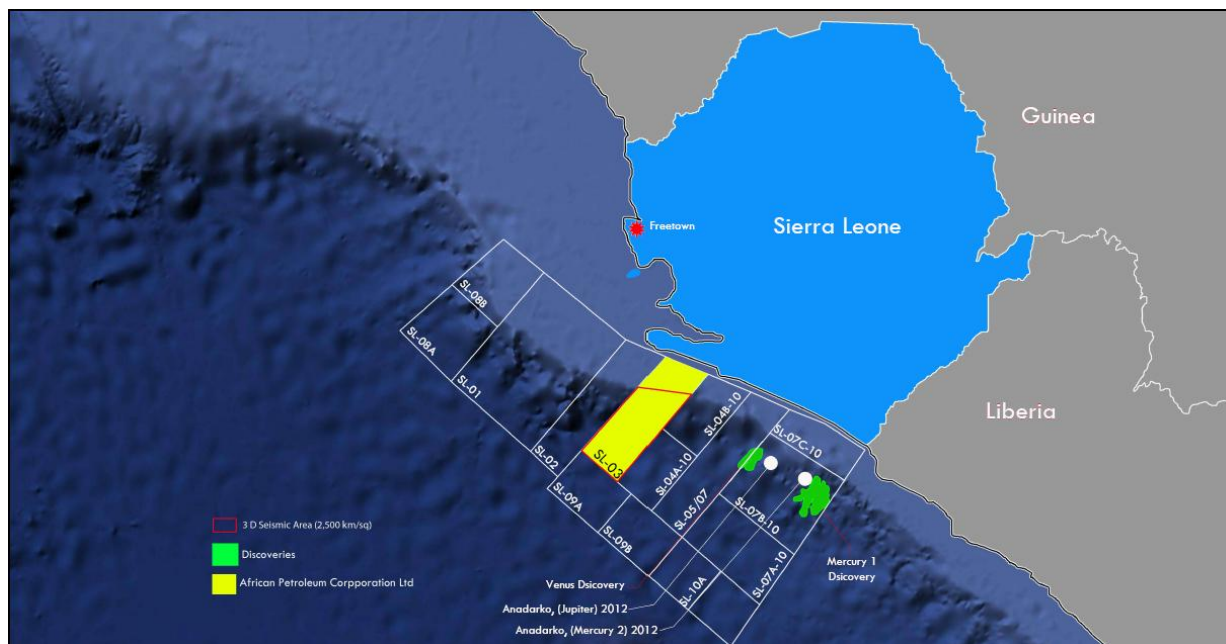 Guinea
Sierra Leone
Freetown
Liberia
SL-08B
SL-08A
SL-01
SL-02
SL-03
SL-09A
SL-09B
SL-04A-10
SL-04B-10
SL-05/07
SL-07C-10
SL-07B-10
SL-07A-10
SL-10A
3 D Seismic Area (2,500 km/sq)
Discoveries
African Petroleum Corpporation Ltd
Venus Dsicovery
Anadarko, (Jupiter) 2012
Anadarko, (Mercury 2) 2012
Mercury 1
Dsicovery